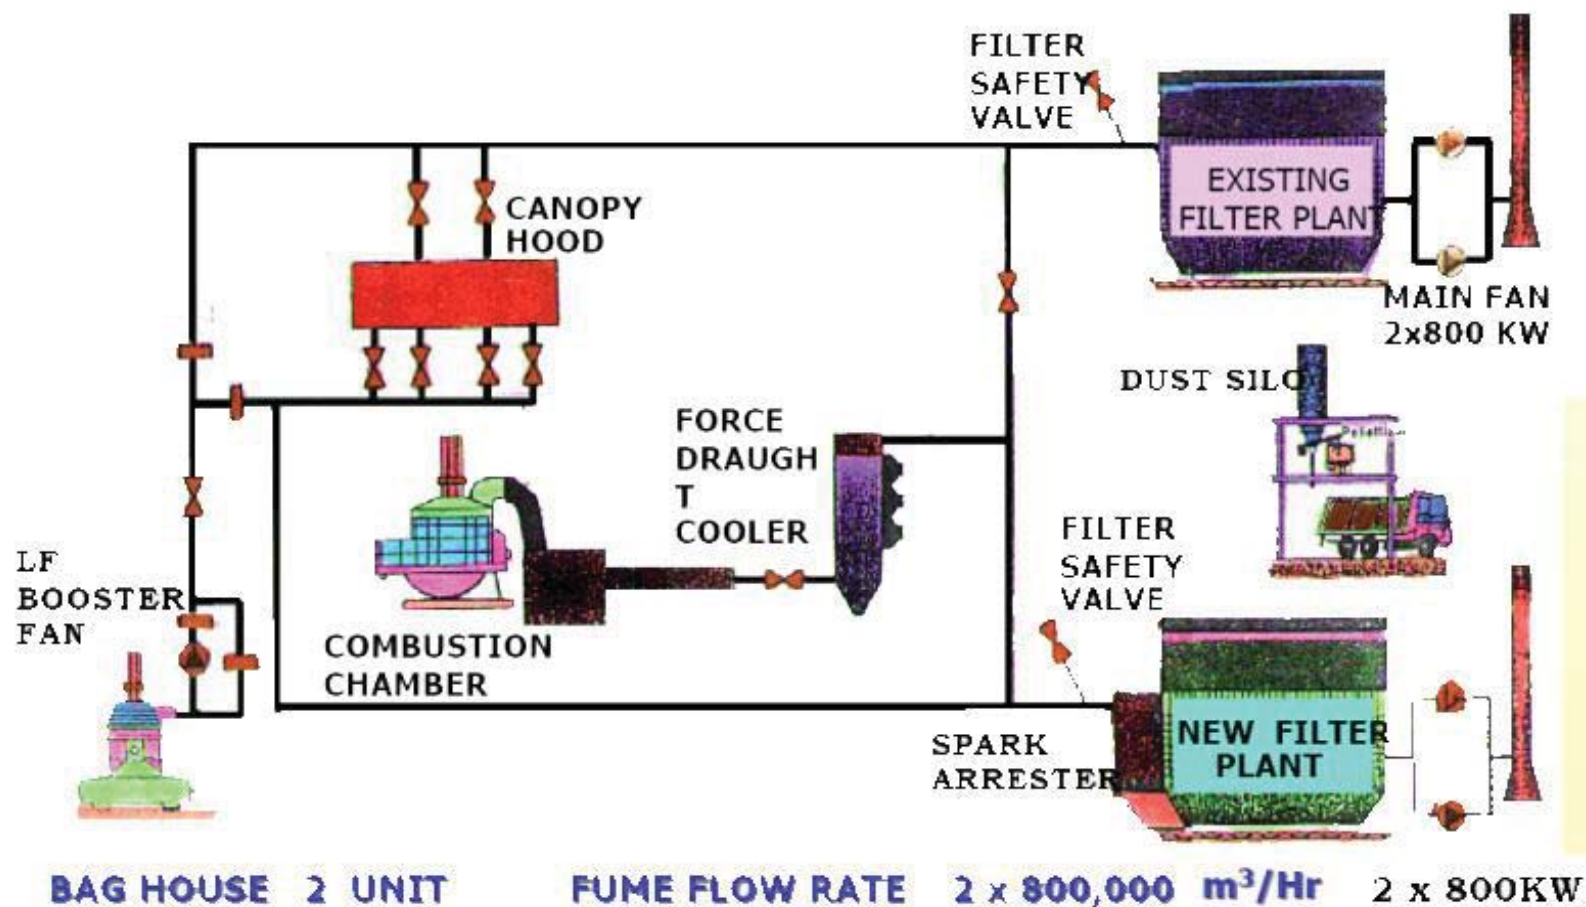 FILTER
SAFETY
VALVE
EXISTING
FILTER PLANT
CANOPY
HOOD
MAIN FAN
2x800 KW
DUST SILO
FORCE
DRAUGH
T
COOLER
FILTER
SAFETY
VALVE
LF
BOOSTER
FAN
COMBUSTION
CHAMBER
NEW FILTER
PLANT
SPARK
ARRESTER
BAG HOUSE 2 UNIT FUME FLOW RATE 2 x 800,000 m³/Hr 2 x 800KW